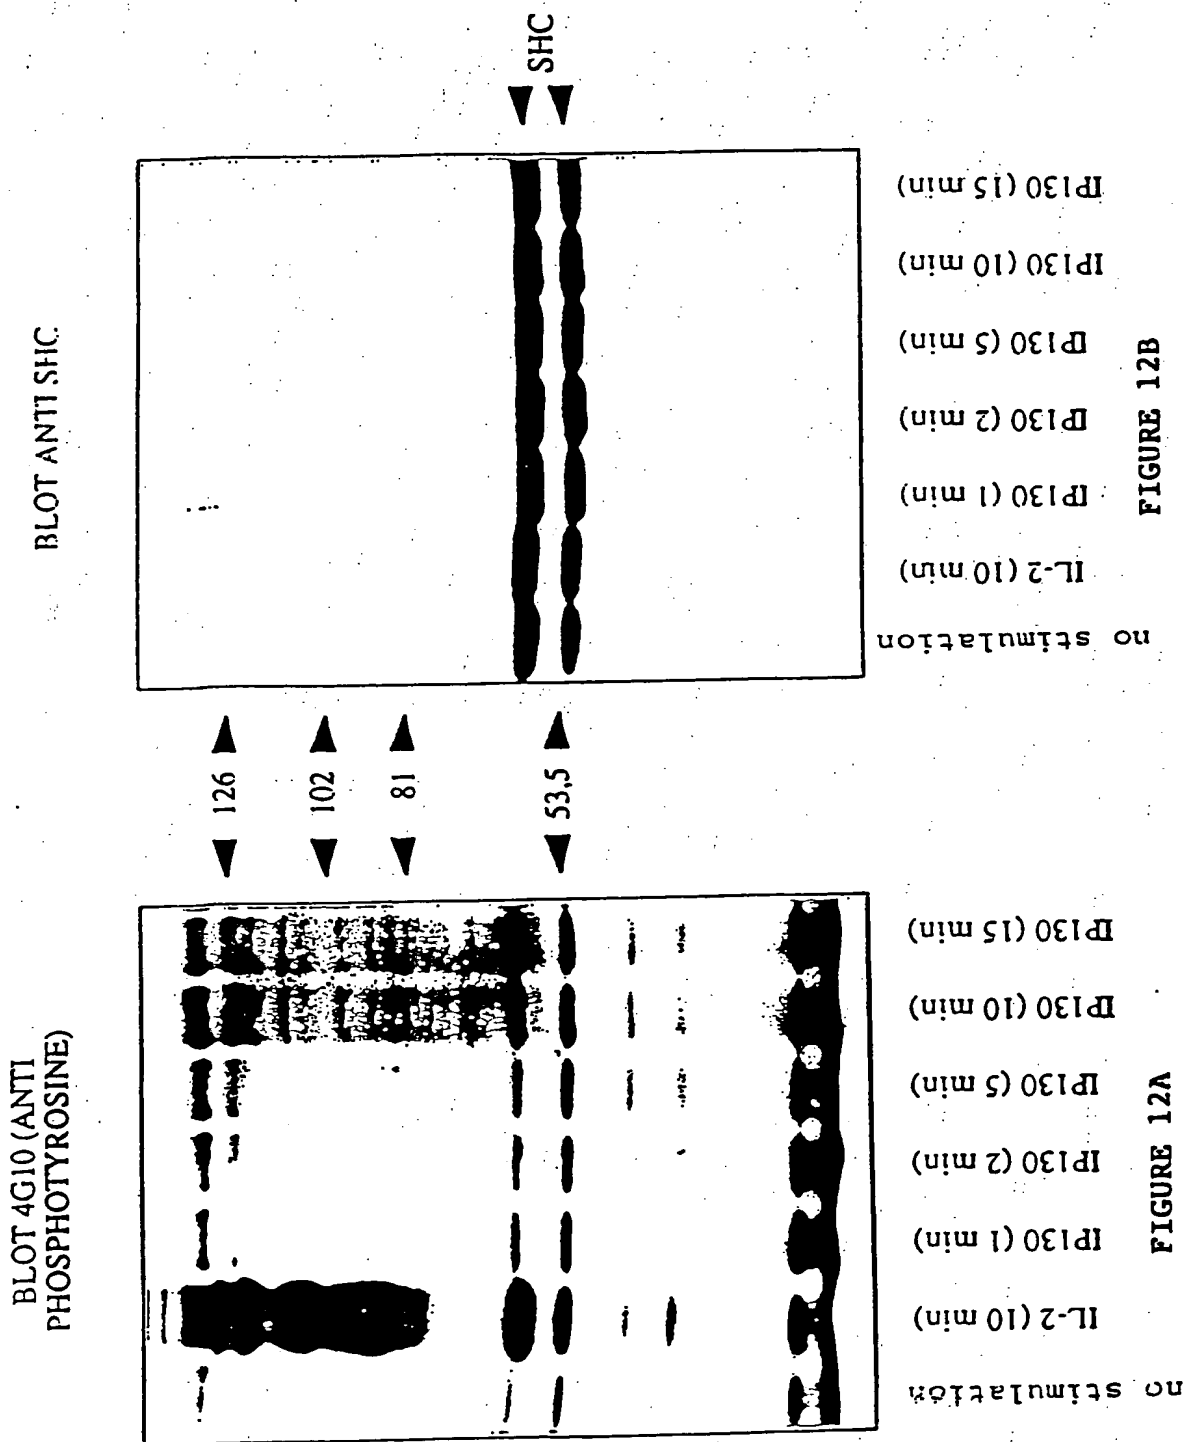 BLOT 4G10 (ANTI
PHOSPHOTYROSINE)
126
102
81
53,5
no stimulation
IL-2 (10 min)
IP130 (1 min)
IP130 (2 min)
IP130 (5 min)
IP130 (10 min)
IP130 (15 min)
FIGURE 12A
BLOT ANTI SHC
SHC
no stimulation
IL-2 (10 min)
IP130 (1 min)
IP130 (2 min)
IP130 (5 min)
IP130 (10 min)
IP130 (15 min)
FIGURE 12B